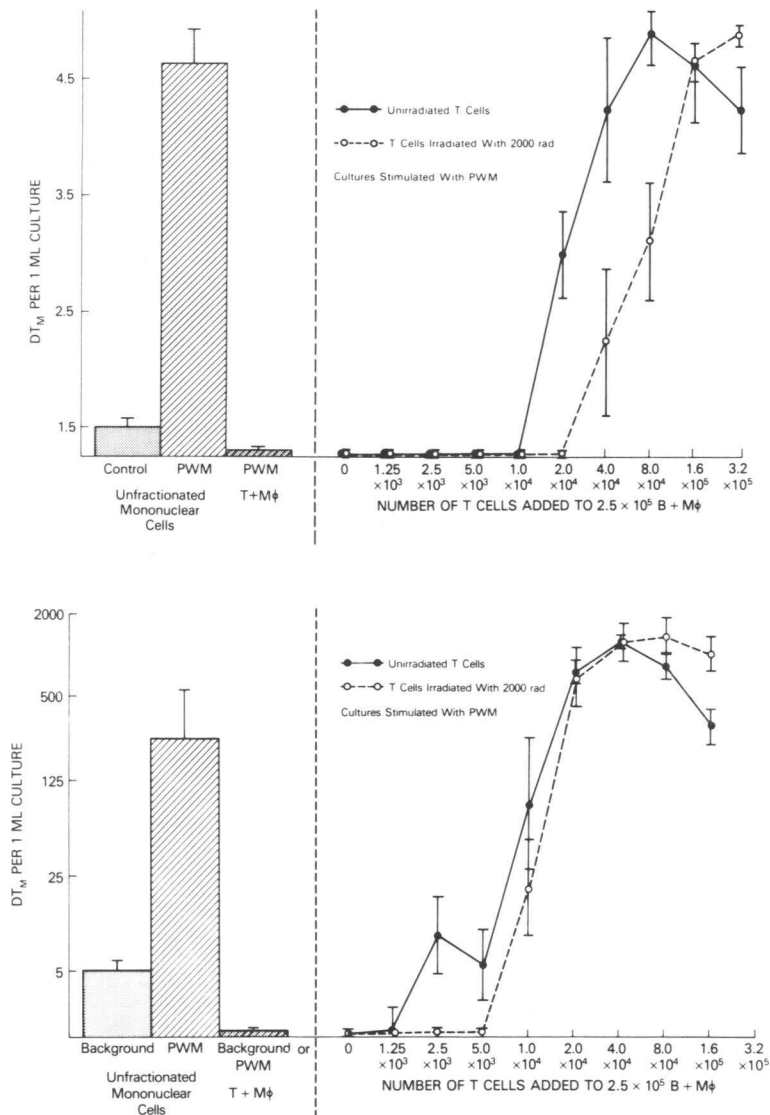 4.5
3.5
2.5
1.5
DT_M PER 1 ML CULTURE
Unirradiated T Cells
T Cells Irradiated With 2000 rad
Cultures Stimulated With PWM
Control PWM PWM
Unfractionated T+Mϕ
Mononuclear
Cells
0 1.25 2.5 5.0 1.0 2.0 4.0 8.0 1.6 3.2
×10³ ×10³ ×10³ ×10⁴ ×10⁴ ×10⁴ ×10⁴ ×10⁵ ×10⁵
NUMBER OF T CELLS ADDED TO 2.5 × 10⁵ B + Mϕ
2000
500
125
25
5
DT_M PER 1 ML CULTURE
Unirradiated T Cells
T Cells Irradiated With 2000 rad
Cultures Stimulated With PWM
Background PWM Background or
PWM
Unfractionated
Mononuclear T + Mϕ
Cells
0 1.25 2.5 5.0 1.0 2.0 4.0 8.0 1.6 3.2
×10³ ×10³ ×10³ ×10⁴ ×10⁴ ×10⁴ ×10⁴ ×10⁵ ×10⁵
NUMBER OF T CELLS ADDED TO 2.5 × 10⁵ B + Mϕ